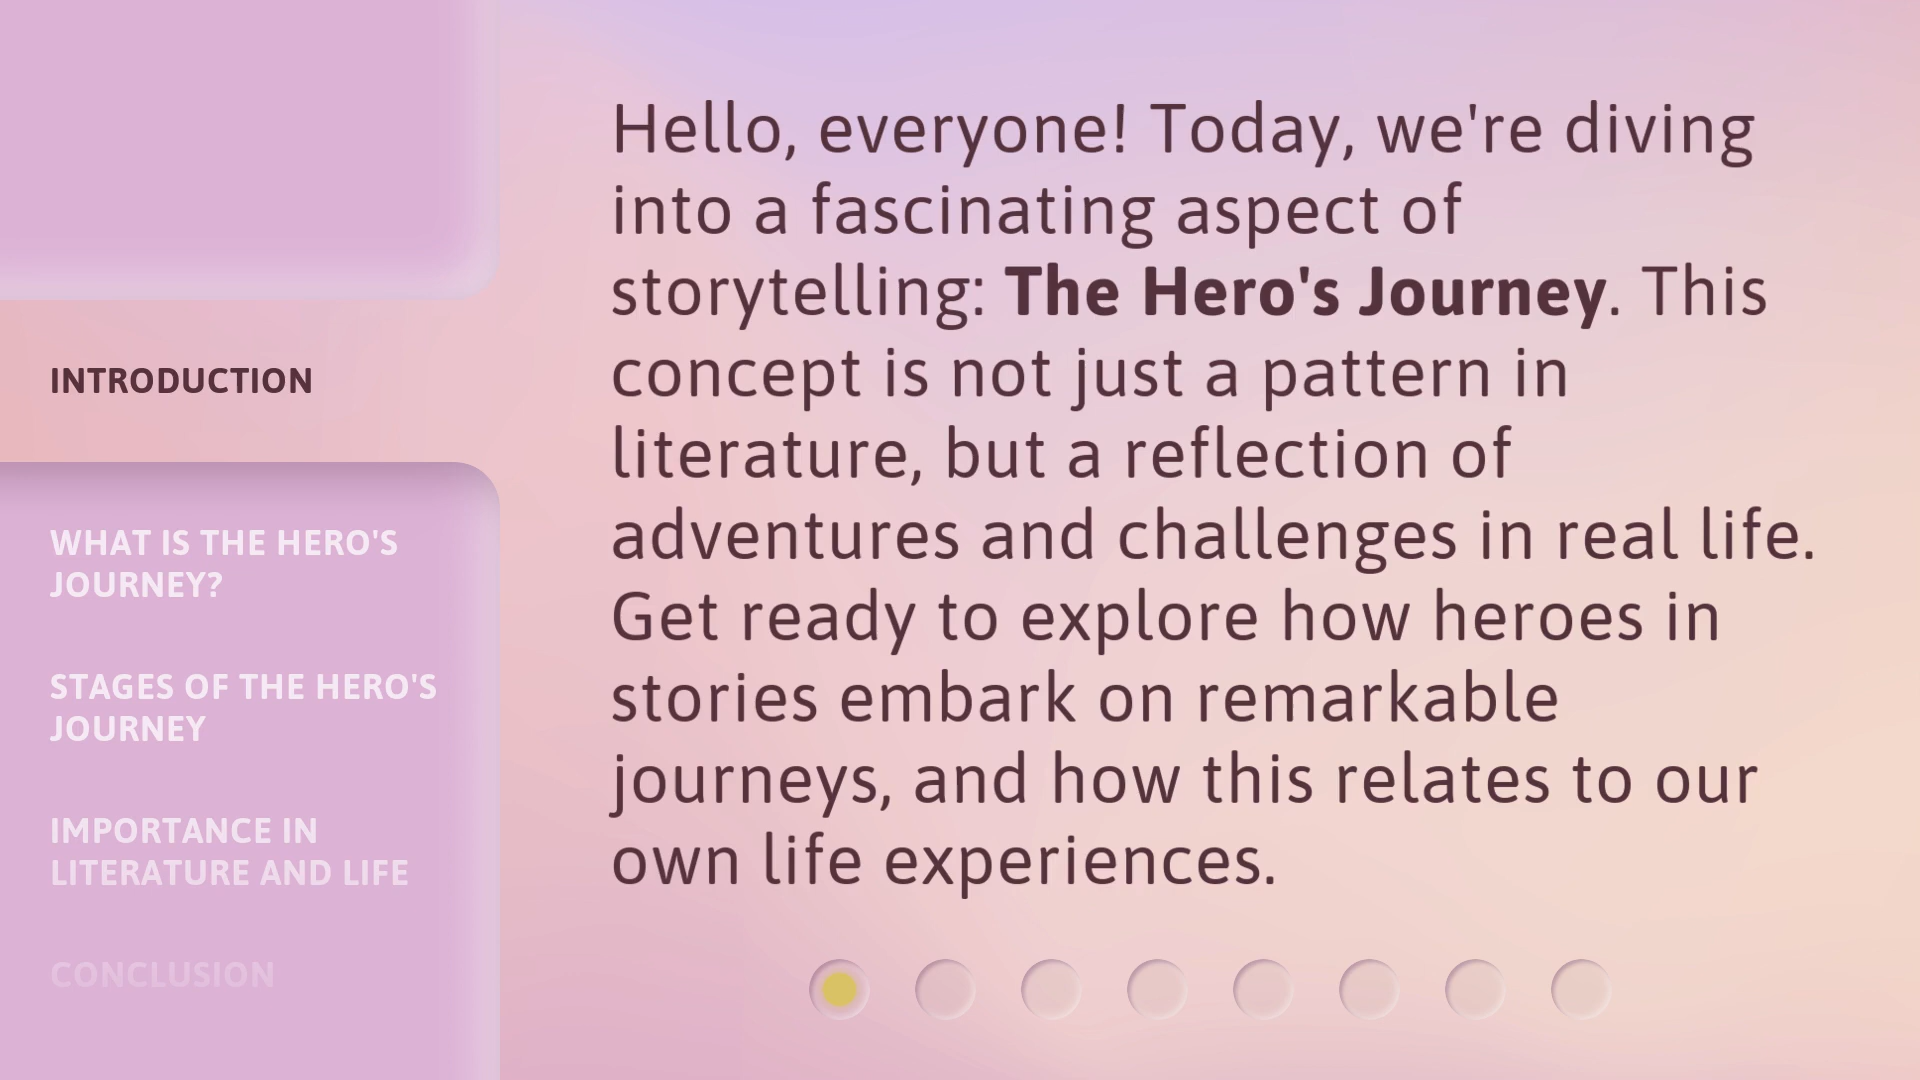 INTRODUCTION
WHAT IS THE HERO'S
JOURNEY?
STAGES OF THE HERO'S
JOURNEY
IMPORTANCE IN
LITERATURE AND LIFE
CONCLUSION
Hello, everyone! Today, we're diving
into a fascinating aspect of
storytelling: The Hero's Journey. This
concept is not just a pattern in
literature, but a reflection of
adventures and challenges in real life.
Get ready to explore how heroes in
stories embark on remarkable
journeys, and how this relates to our
own life experiences.